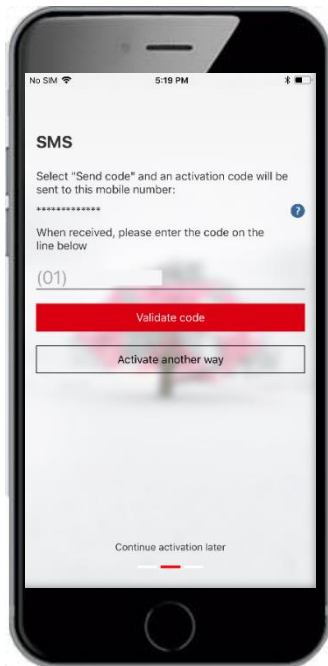 No SIM 5:19 PM
SMS
Select "Send code" and an activation code will be
sent to this mobile number:
*************
?
When received, please enter the code on the
line below
(01)
Validate code
Activate another way
Continue activation later